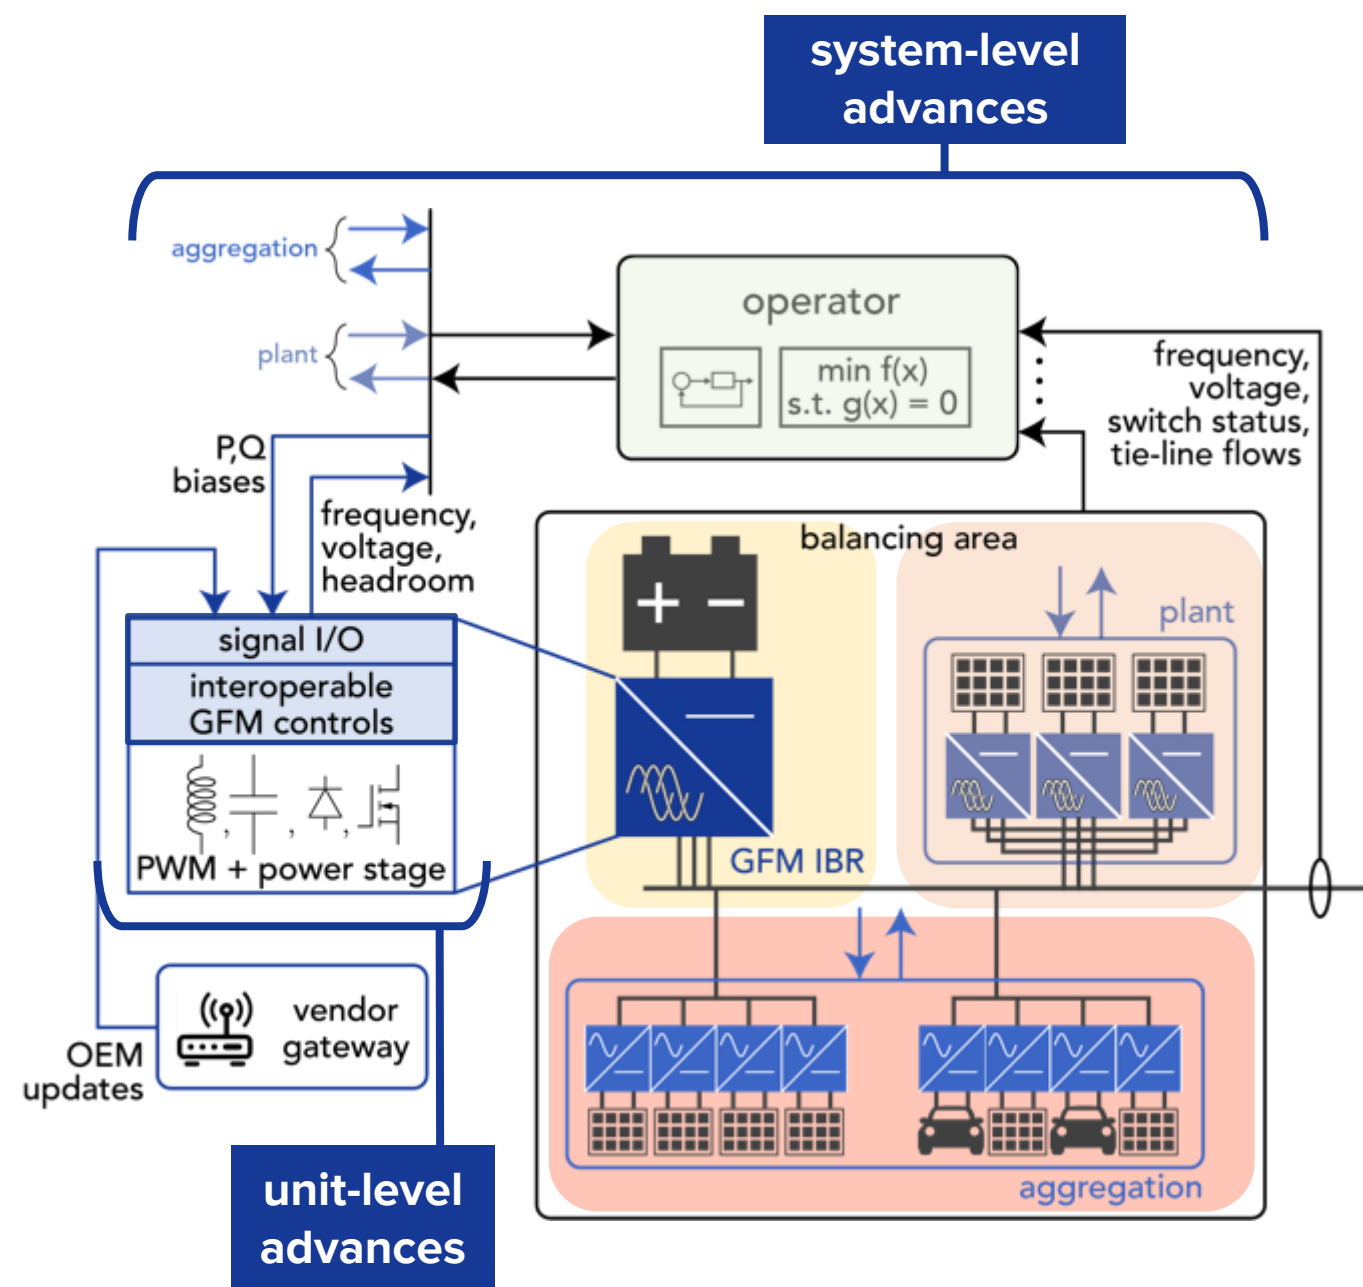 system-level
advances
aggregation
plant
operator
min f(x)
s.t. g(x) = 0
frequency,
voltage,
switch status,
tie-line flows
P,Q
biases
frequency,
voltage,
headroom
balancing area
signal I/O
interoperable
GFM controls
, , ,
PWM + power stage
GFM IBR
plant
vendor
gateway
OEM
updates
aggregation
unit-level
advances